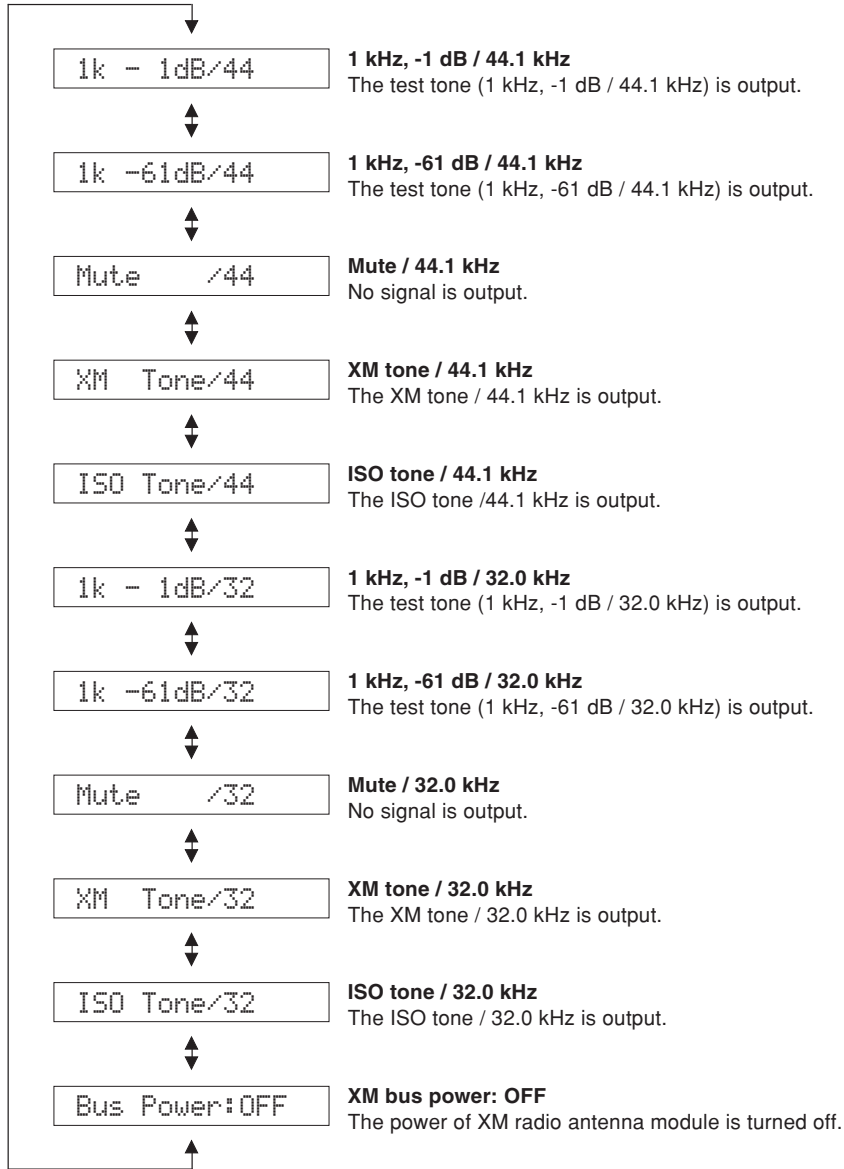 1k - 1dB/44
1 kHz, -1 dB / 44.1 kHz
The test tone (1 kHz, -1 dB / 44.1 kHz) is output.
1k -61dB/44
1 kHz, -61 dB / 44.1 kHz
The test tone (1 kHz, -61 dB / 44.1 kHz) is output.
Mute /44
Mute / 44.1 kHz
No signal is output.
XM Tone/44
XM tone / 44.1 kHz
The XM tone / 44.1 kHz is output.
ISO Tone/44
ISO tone / 44.1 kHz
The ISO tone /44.1 kHz is output.
1k - 1dB/32
1 kHz, -1 dB / 32.0 kHz
The test tone (1 kHz, -1 dB / 32.0 kHz) is output.
1k -61dB/32
1 kHz, -61 dB / 32.0 kHz
The test tone (1 kHz, -61 dB / 32.0 kHz) is output.
Mute /32
Mute / 32.0 kHz
No signal is output.
XM Tone/32
XM tone / 32.0 kHz
The XM tone / 32.0 kHz is output.
ISO Tone/32
ISO tone / 32.0 kHz
The ISO tone / 32.0 kHz is output.
Bus Power:OFF
XM bus power: OFF
The power of XM radio antenna module is turned off.